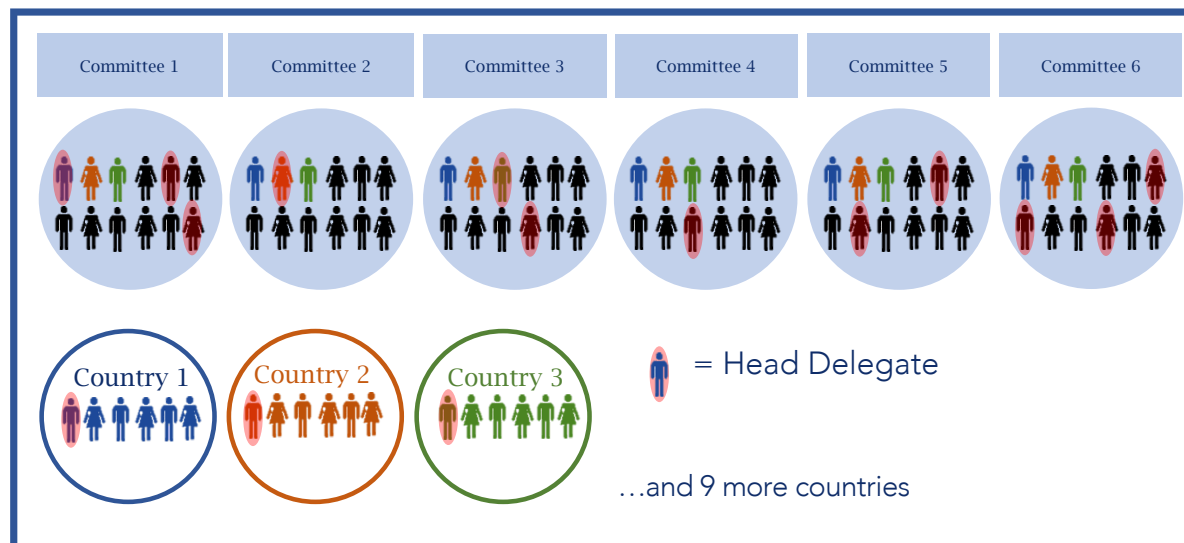 Committee 1
Committee 2
Committee 3
Committee 4
Committee 5
Committee 6
Country 1
Country 2
Country 3
= Head Delegate
...and 9 more countries